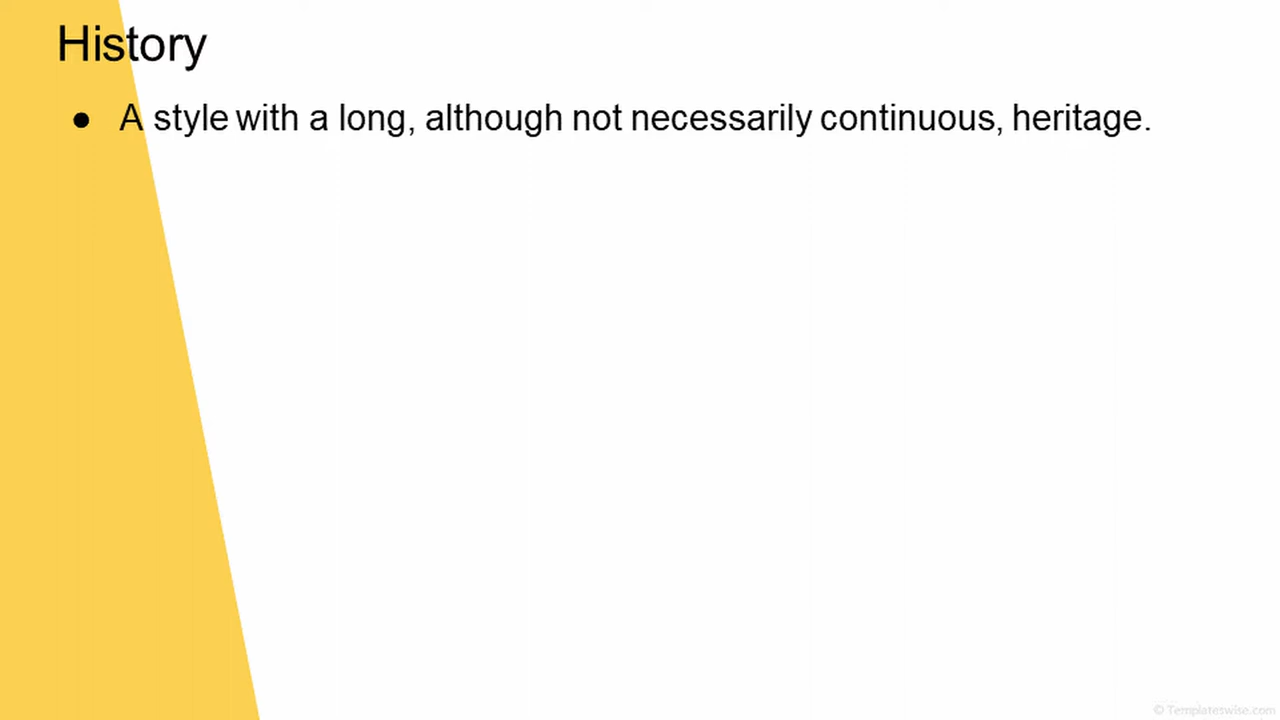 History
● A style with a long, although not necessarily continuous, heritage.
© Templateswise.com